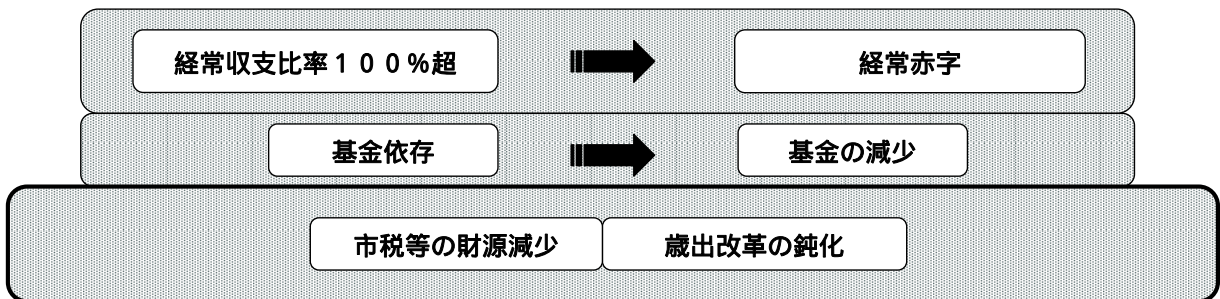 経常収支比率１００％超
経常赤字
基金依存
基金の減少
市税等の財源減少
歳出改革の鈍化